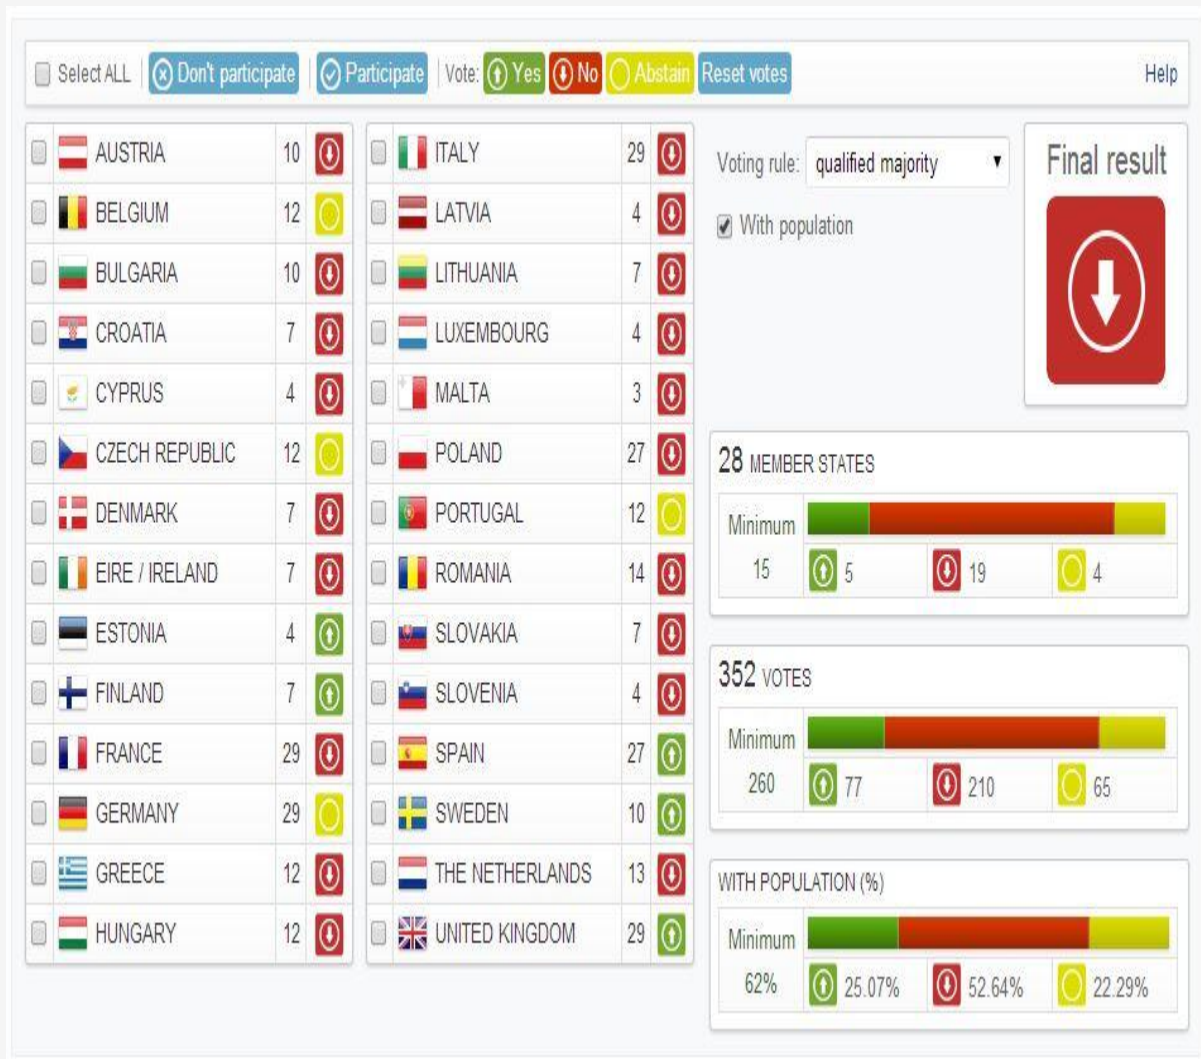 Select ALL Don't participate Participate Vote: Yes No Abstain Reset votes Help
AUSTRIA 10
BELGIUM 12
BULGARIA 10
CROATIA 7
CYPRUS 4
CZECH REPUBLIC 12
DENMARK 7
EIRE / IRELAND 7
ESTONIA 4
FINLAND 7
FRANCE 29
GERMANY 29
GREECE 12
HUNGARY 12
ITALY 29
LATVIA 4
LITHUANIA 7
LUXEMBOURG 4
MALTA 3
POLAND 27
PORTUGAL 12
ROMANIA 14
SLOVAKIA 7
SLOVENIA 4
SPAIN 27
SWEDEN 10
THE NETHERLANDS 13
UNITED KINGDOM 29
Voting rule: qualified majority
With population
Final result
28 MEMBER STATES
Minimum
15 5 19 4
352 VOTES
Minimum
260 77 210 65
WITH POPULATION (%)
Minimum
62% 25.07% 52.64% 22.29%